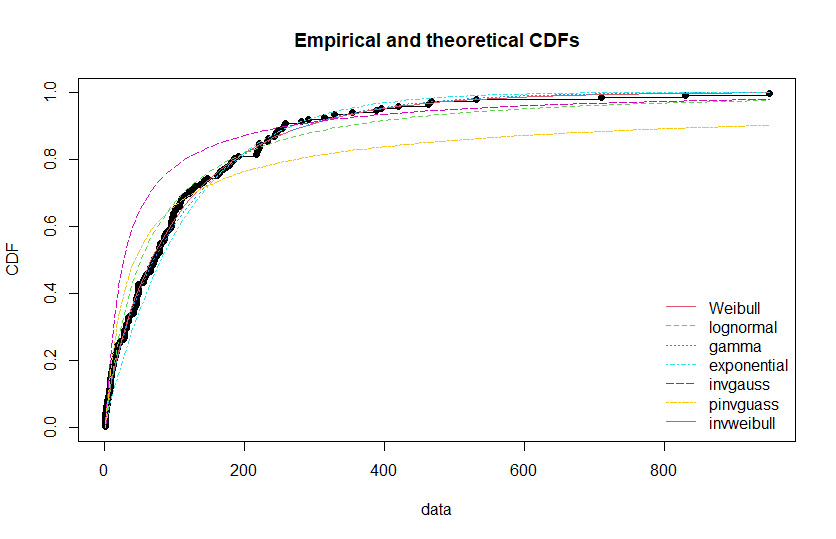 Empirical and theoretical CDFs
CDF
1.0
0.8
0.6
0.4
0.2
0.0
Weibull
lognormal
gamma
exponential
invgauss
pinvguass
invweibull
0
200
400
600
800
data